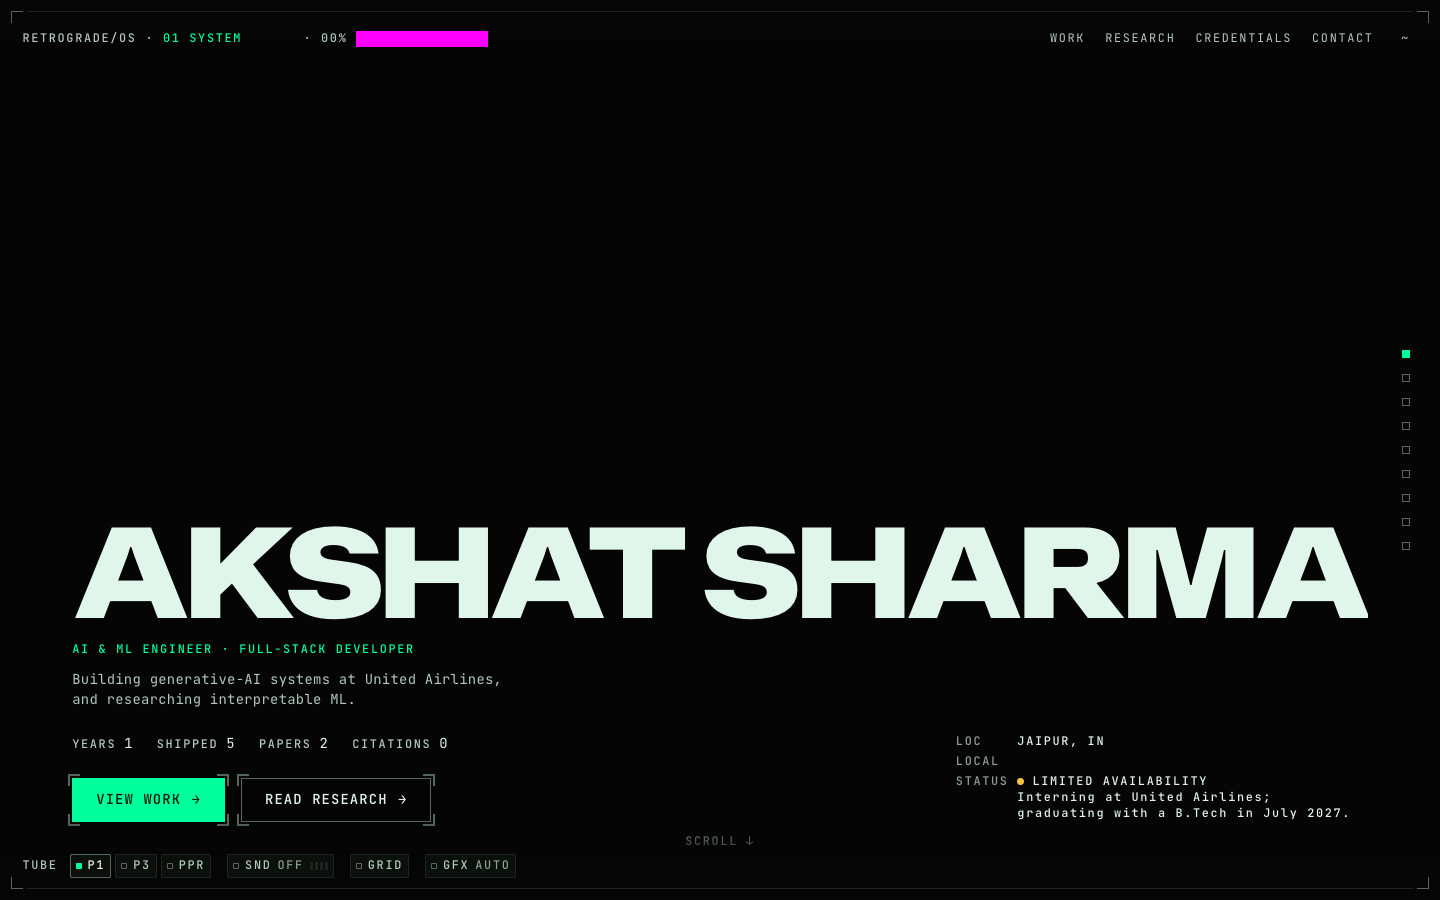 RETROGRADE/OS · 01 SYSTEM · 00%
WORK RESEARCH CREDENTIALS CONTACT ~
AKSHAT SHARMA
AI & ML ENGINEER · FULL-STACK DEVELOPER
Building generative-AI systems at United Airlines,
and researching interpretable ML.
YEARS 1 SHIPPED 5 PAPERS 2 CITATIONS 0
VIEW WORK →
READ RESEARCH →
LOC JAIPUR, IN
LOCAL
STATUS LIMITED AVAILABILITY
Interning at United Airlines;
graduating with a B.Tech in July 2027.
SCROLL ↓
TUBE P1 P3 PPR SND OFF GRID GFX AUTO